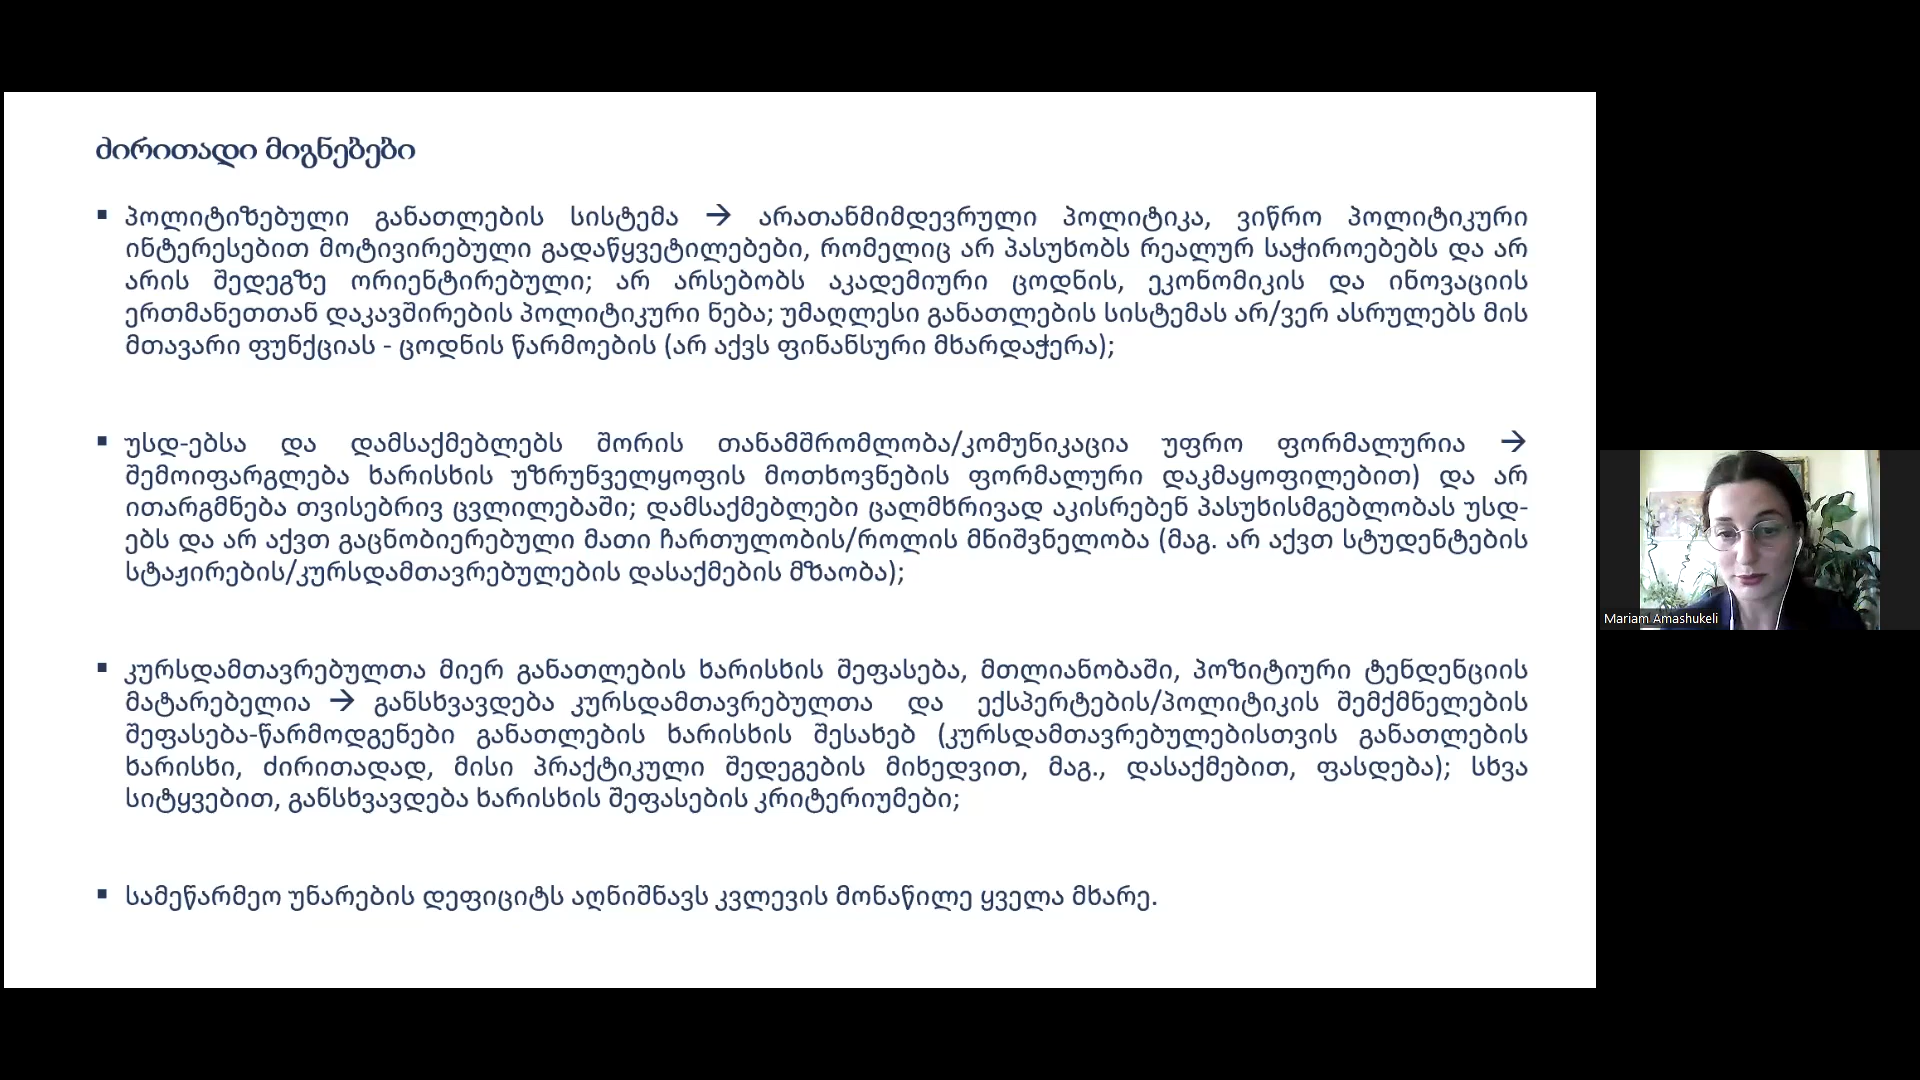 ძირითადი მიგნებები
▪ პოლიტიზებული განათლების სისტემა → არათანმიმდევრული პოლიტიკა, ვიწრო პოლიტიკური
ინტერესებით მოტივირებული გადაწყვეტილებები, რომელიც არ პასუხობს რეალურ საჭიროებებს და არ
არის შედეგზე ორიენტირებული; არ არსებობს აკადემიური ცოდნის, ეკონომიკის და ინოვაციის
ერთმანეთთან დაკავშირების პოლიტიკური ნება; უმაღლესი განათლების სისტემას არ/ვერ ასრულებს მის
მთავარი ფუნქციას - ცოდნის წარმოების (არ აქვს ფინანსური მხარდაჭერა);
▪ უსდ-ებსა და დამსაქმებლებს შორის თანამშრომლობა/კომუნიკაცია უფრო ფორმალურია →
შემოიფარგლება ხარისხის უზრუნველყოფის მოთხოვნების ფორმალური დაკმაყოფილებით) და არ
ითარგმნება თვისებრივ ცვლილებაში; დამსაქმებლები ცალმხრივად აკისრებენ პასუხისმგებლობას უსდ-
ებს და არ აქვთ გაცნობიერებული მათი ჩართულობის/როლის მნიშვნელობა (მაგ. არ აქვთ სტუდენტების
სტაჟირების/კურსდამთავრებულების დასაქმების მზაობა);
▪ კურსდამთავრებულთა მიერ განათლების ხარისხის შეფასება, მთლიანობაში, პოზიტიური ტენდენციის
მატარებელია → განსხვავდება კურსდამთავრებულთა და ექსპერტების/პოლიტიკის შემქმნელების
შეფასება-წარმოდგენები განათლების ხარისხის შესახებ (კურსდამთავრებულებისთვის განათლების
ხარისხი, ძირითადად, მისი პრაქტიკული შედეგების მიხედვით, მაგ., დასაქმებით, ფასდება); სხვა
სიტყვებით, განსხვავდება ხარისხის შეფასების კრიტერიუმები;
▪ სამეწარმეო უნარების დეფიციტს აღნიშნავს კვლევის მონაწილე ყველა მხარე.
Mariam Amashukeli